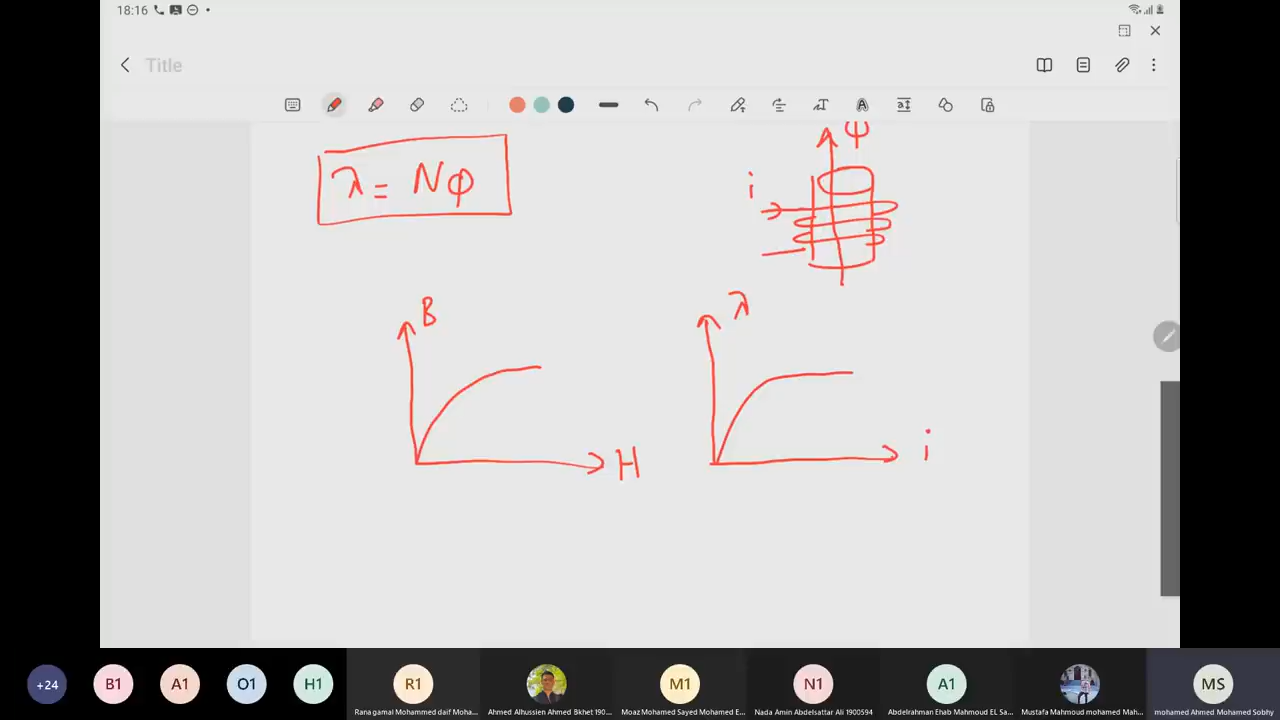 18:16
Title
φ
λ = Nφ
i
B
λ
H
i
+24
B1
A1
O1
H1
R1
M1
N1
A1
MS
Rana gamal Mohammed daif Moha...
Ahmed Alhussien Ahmed Bkhet 190...
Moaz Mohamed Sayed Mohamed E...
Nada Amin Abdelsattar Ali 1900594
Abdelrahman Ehab Mahmoud EL Sa...
Mustafa Mahmoud mohamed Mah...
mohamed Ahmed Mohamed Sobhy